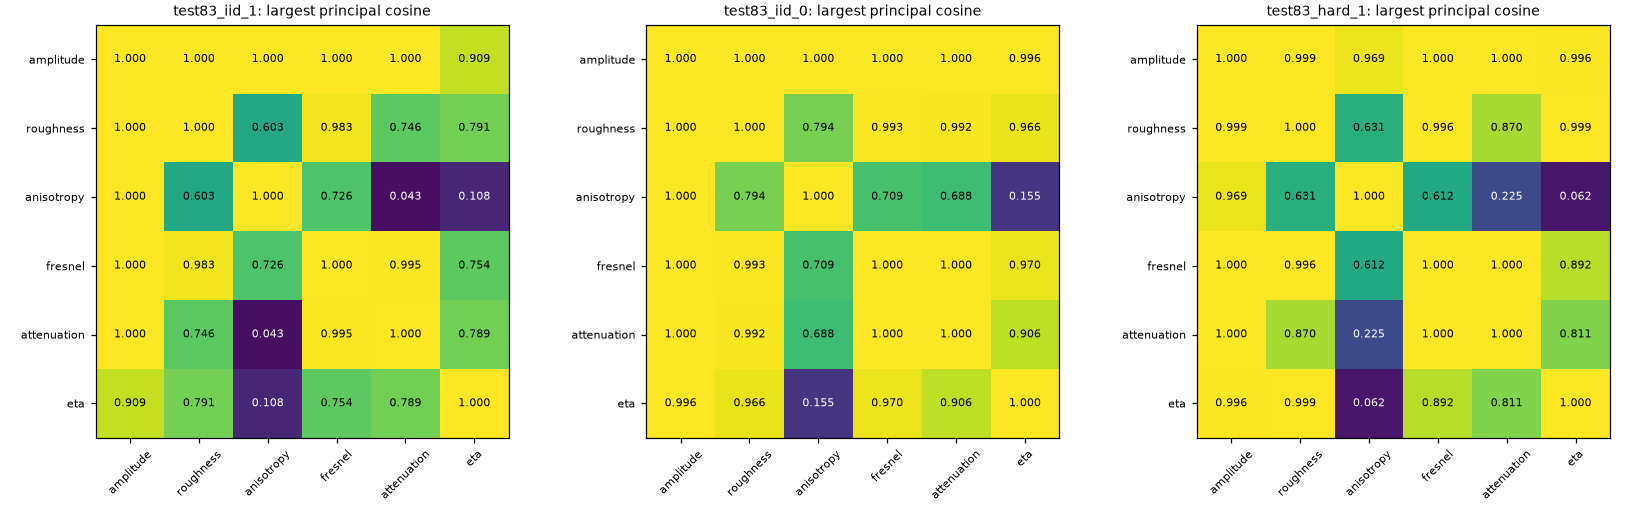 test83_iid_1: largest principal cosine
amplitude 1.000 1.000 1.000 1.000 1.000 0.909
roughness 1.000 1.000 0.603 0.983 0.746 0.791
anisotropy 1.000 0.603 1.000 0.726 0.043 0.108
fresnel 1.000 0.983 0.726 1.000 0.995 0.754
attenuation 1.000 0.746 0.043 0.995 1.000 0.789
eta 0.909 0.791 0.108 0.754 0.789 1.000
amplitude roughness anisotropy fresnel attenuation eta
test83_iid_0: largest principal cosine
amplitude 1.000 1.000 1.000 1.000 1.000 0.996
roughness 1.000 1.000 0.794 0.993 0.992 0.966
anisotropy 1.000 0.794 1.000 0.709 0.688 0.155
fresnel 1.000 0.993 0.709 1.000 1.000 0.970
attenuation 1.000 0.992 0.688 1.000 1.000 0.906
eta 0.996 0.966 0.155 0.970 0.906 1.000
amplitude roughness anisotropy fresnel attenuation eta
test83_hard_1: largest principal cosine
amplitude 1.000 0.999 0.969 1.000 1.000 0.996
roughness 0.999 1.000 0.631 0.996 0.870 0.999
anisotropy 0.969 0.631 1.000 0.612 0.225 0.062
fresnel 1.000 0.996 0.612 1.000 1.000 0.892
attenuation 1.000 0.870 0.225 1.000 1.000 0.811
eta 0.996 0.999 0.062 0.892 0.811 1.000
amplitude roughness anisotropy fresnel attenuation eta